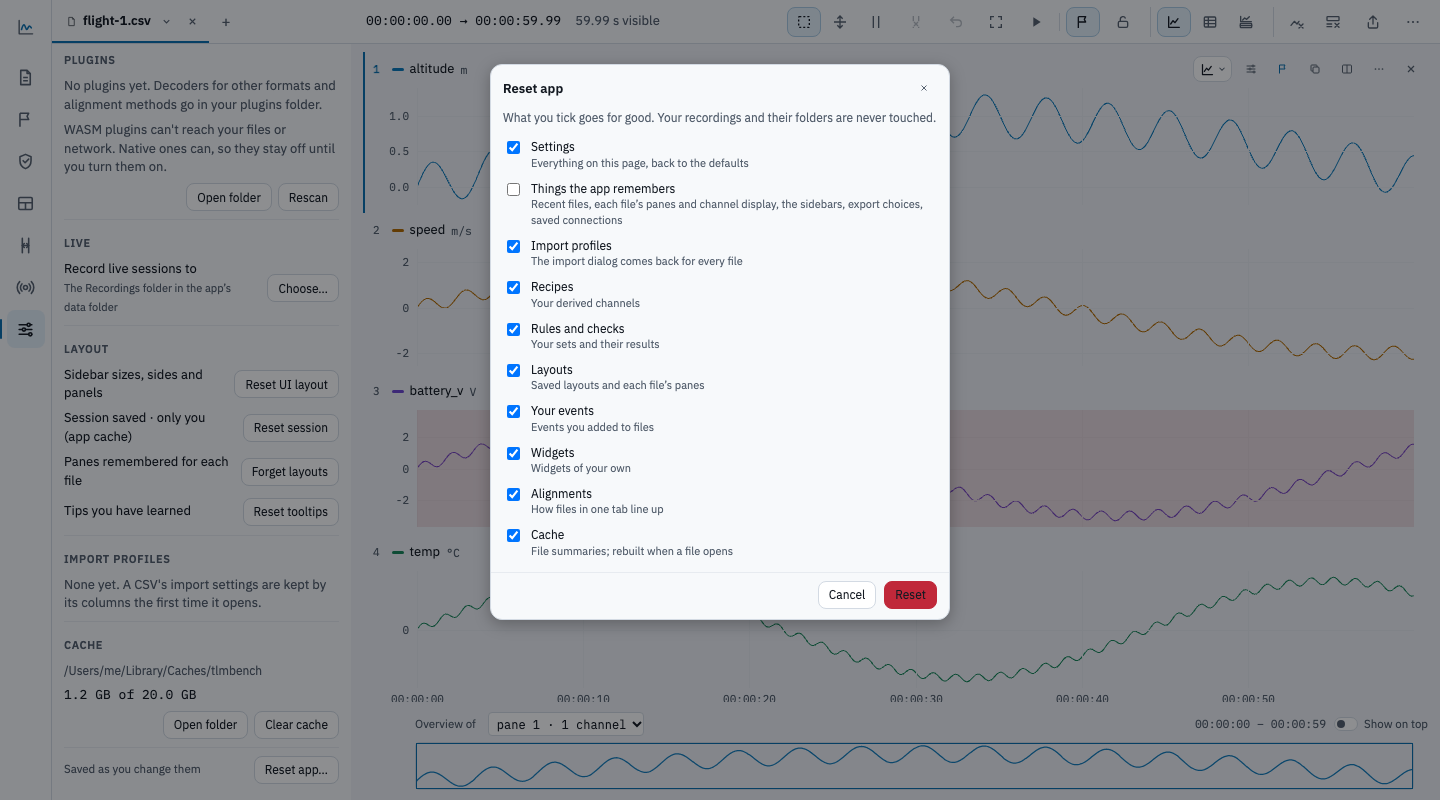 flight-1.csv
00:00:00.00 → 00:00:59.99 59.99 s visible
PLUGINS
No plugins yet. Decoders for other formats and
alignment methods go in your plugins folder.
WASM plugins can't reach your files or
network. Native ones can, so they stay off until
you turn them on.
Open folder Rescan
LIVE
Record live sessions to
The Recordings folder in the app's
data folder
Choose...
LAYOUT
Sidebar sizes, sides and
panels
Reset UI layout
Session saved · only you
(app cache)
Reset session
Panes remembered for each
file
Forget layouts
Tips you have learned
Reset tooltips
IMPORT PROFILES
None yet. A CSV's import settings are kept by
its columns the first time it opens.
CACHE
/Users/me/Library/Caches/tlmbench
1.2 GB of 20.0 GB
Open folder Clear cache
Saved as you change them
Reset app...
1 altitude m
1.0
0.5
0.0
2 speed m/s
2
0
-2
3 battery_v V
2
0
-2
4 temp °C
0
00:00:00 00:00:10 00:00:20 00:00:30 00:00:40 00:00:50
Overview of pane 1 · 1 channel
00:00:00 – 00:00:59 Show on top
Reset app
What you tick goes for good. Your recordings and their folders are never touched.
Settings
Everything on this page, back to the defaults
Things the app remembers
Recent files, each file's panes and channel display, the sidebars, export choices,
saved connections
Import profiles
The import dialog comes back for every file
Recipes
Your derived channels
Rules and checks
Your sets and their results
Layouts
Saved layouts and each file's panes
Your events
Events you added to files
Widgets
Widgets of your own
Alignments
How files in one tab line up
Cache
File summaries; rebuilt when a file opens
Cancel Reset